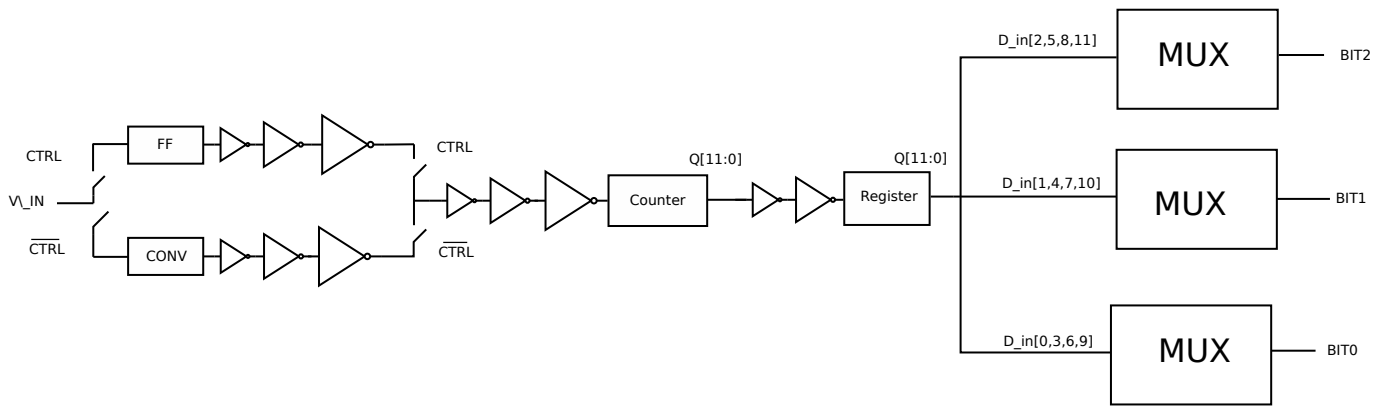 D_in[2,5,8,11]
MUX
BIT2
CTRL
FF
CTRL
Q[11:0]
Q[11:0]
V\_IN
Counter
Register
D_in[1,4,7,10]
MUX
BIT1
CTRL
CONV
CTRL
D_in[0,3,6,9]
MUX
BIT0